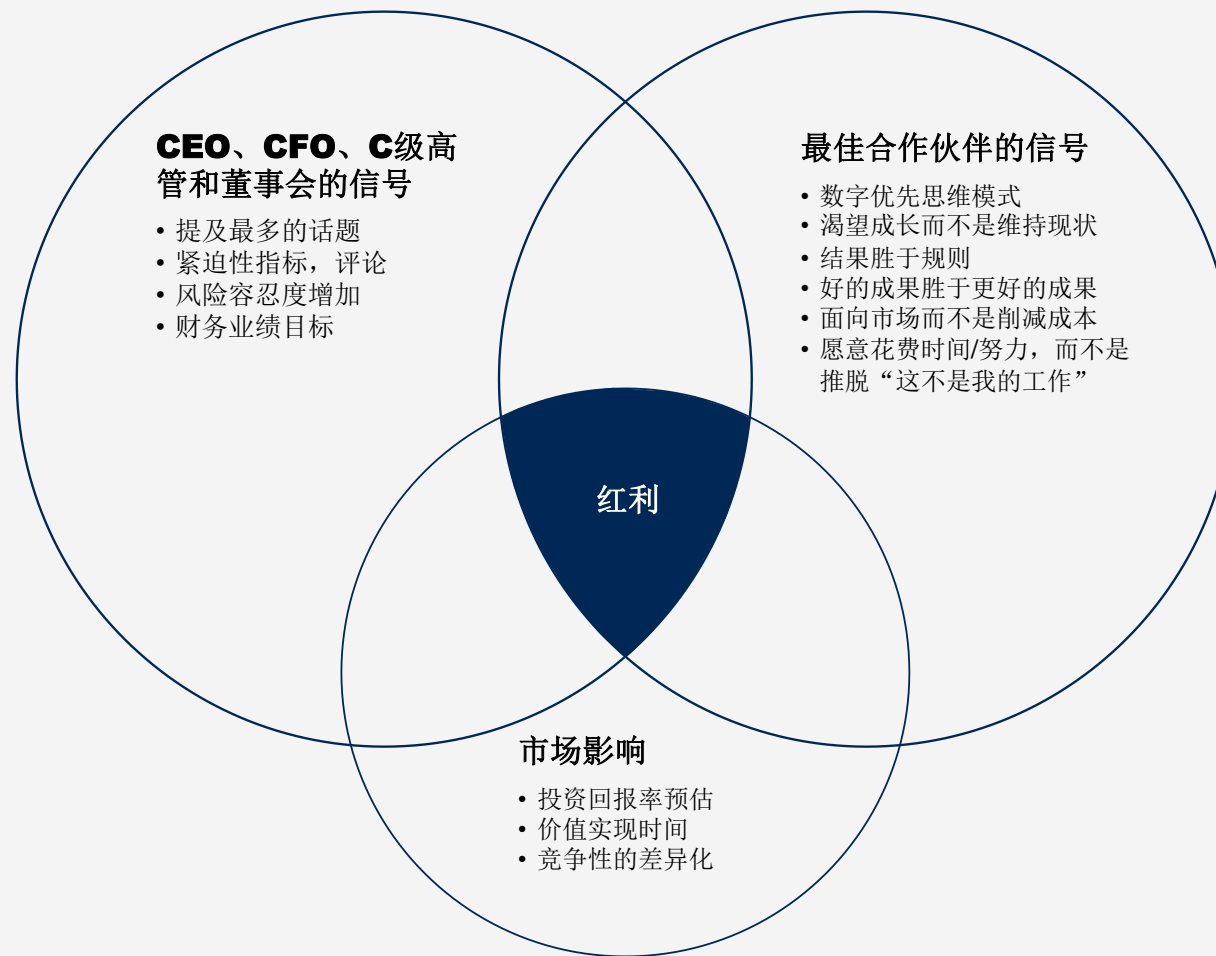 CEO、CFO、C级高
管和董事会的信号
• 提及最多的话题
• 紧迫性指标，评论
• 风险容忍度增加
• 财务业绩目标
最佳合作伙伴的信号
• 数字优先思维模式
• 渴望成长而不是维持现状
• 结果胜于规则
• 好的成果胜于更好的成果
• 面向市场而不是削减成本
• 愿意花费时间/努力，而不是
推脱“这不是我的工作”
红利
市场影响
• 投资回报率预估
• 价值实现时间
• 竞争性的差异化